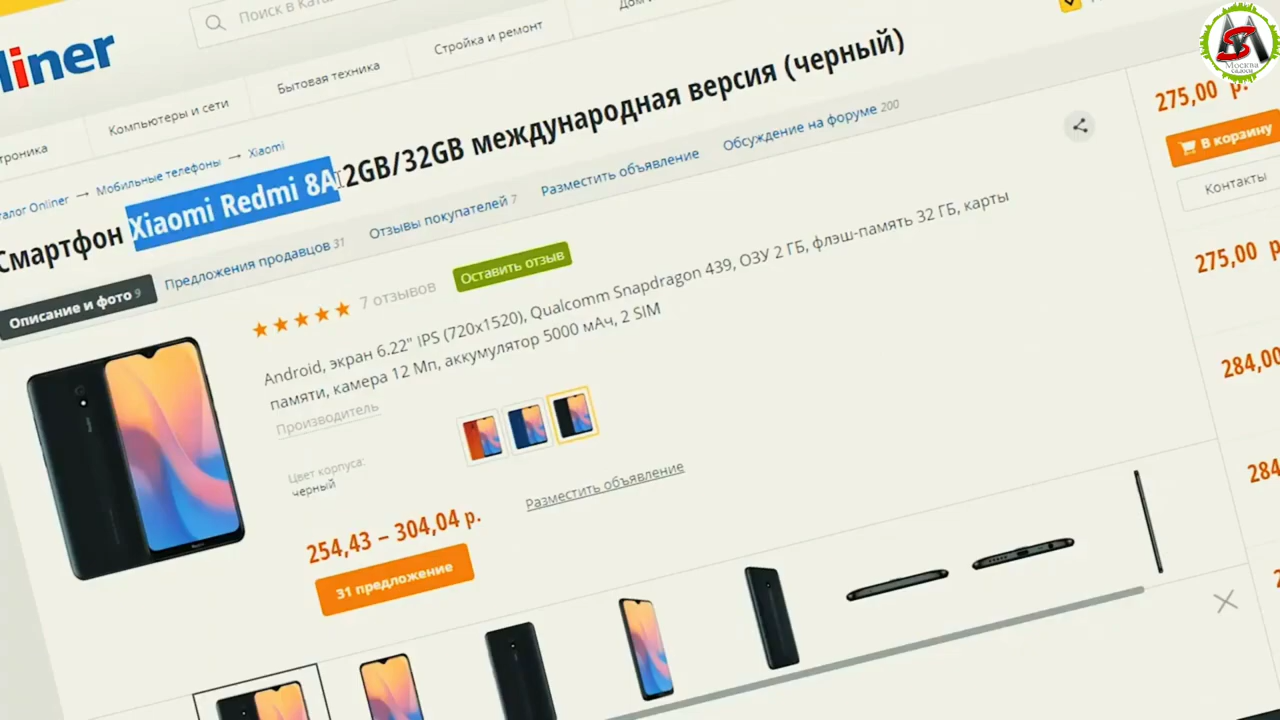 liner
Поиск в Ката
Дом и
троника
Компьютеры и сети
Бытовая техника
Стройка и ремонт
талог Onliner → Мобильные телефоны → Xiaomi
Смартфон Xiaomi Redmi 8A 2GB/32GB международная версия (черный)
Описание и фото 9
Предложения продавцов 31
Отзывы покупателей 7
Разместить объявление
Обсуждение на форуме 200
7 отзывов
Оставить отзыв
Android, экран 6.22" IPS (720x1520), Qualcomm Snapdragon 439, ОЗУ 2 ГБ, флэш-память 32 ГБ, карты
памяти, камера 12 Мп, аккумулятор 5000 мАч, 2 SIM
Производитель
Цвет корпуса:
черный
Разместить объявление
254,43 – 304,04 р.
31 предложение
275,00 р.
В корзину
Контакты
275,00 р
284,00
284
Москва